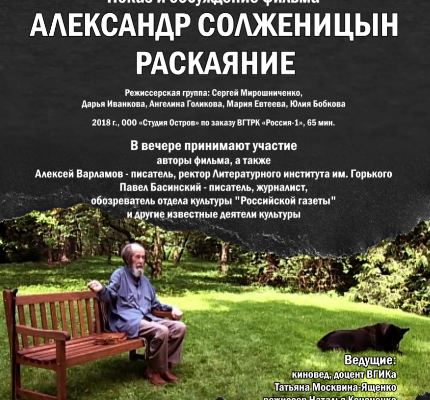 Показ и обсуждение фильма
АЛЕКСАНДР СОЛЖЕНИЦЫН
РАСКАЯНИЕ
Режиссерская группа: Сергей Мирошниченко,
Дарья Иванкова, Ангелина Голикова, Мария Евтеева, Юлия Бобкова
2018 г., ООО «Студия Остров» по заказу ВГТРК «Россия-1», 65 мин.
В вечере принимают участие
авторы фильма, а также
Алексей Варламов - писатель, ректор Литературного института им. Горького
Павел Басинский - писатель, журналист,
обозреватель отдела культуры "Российской газеты"
и другие известные деятели культуры
Ведущие:
киновед, доцент ВГИКа
Татьяна Москвина-Ященко
режиссер Наталья Кононенко